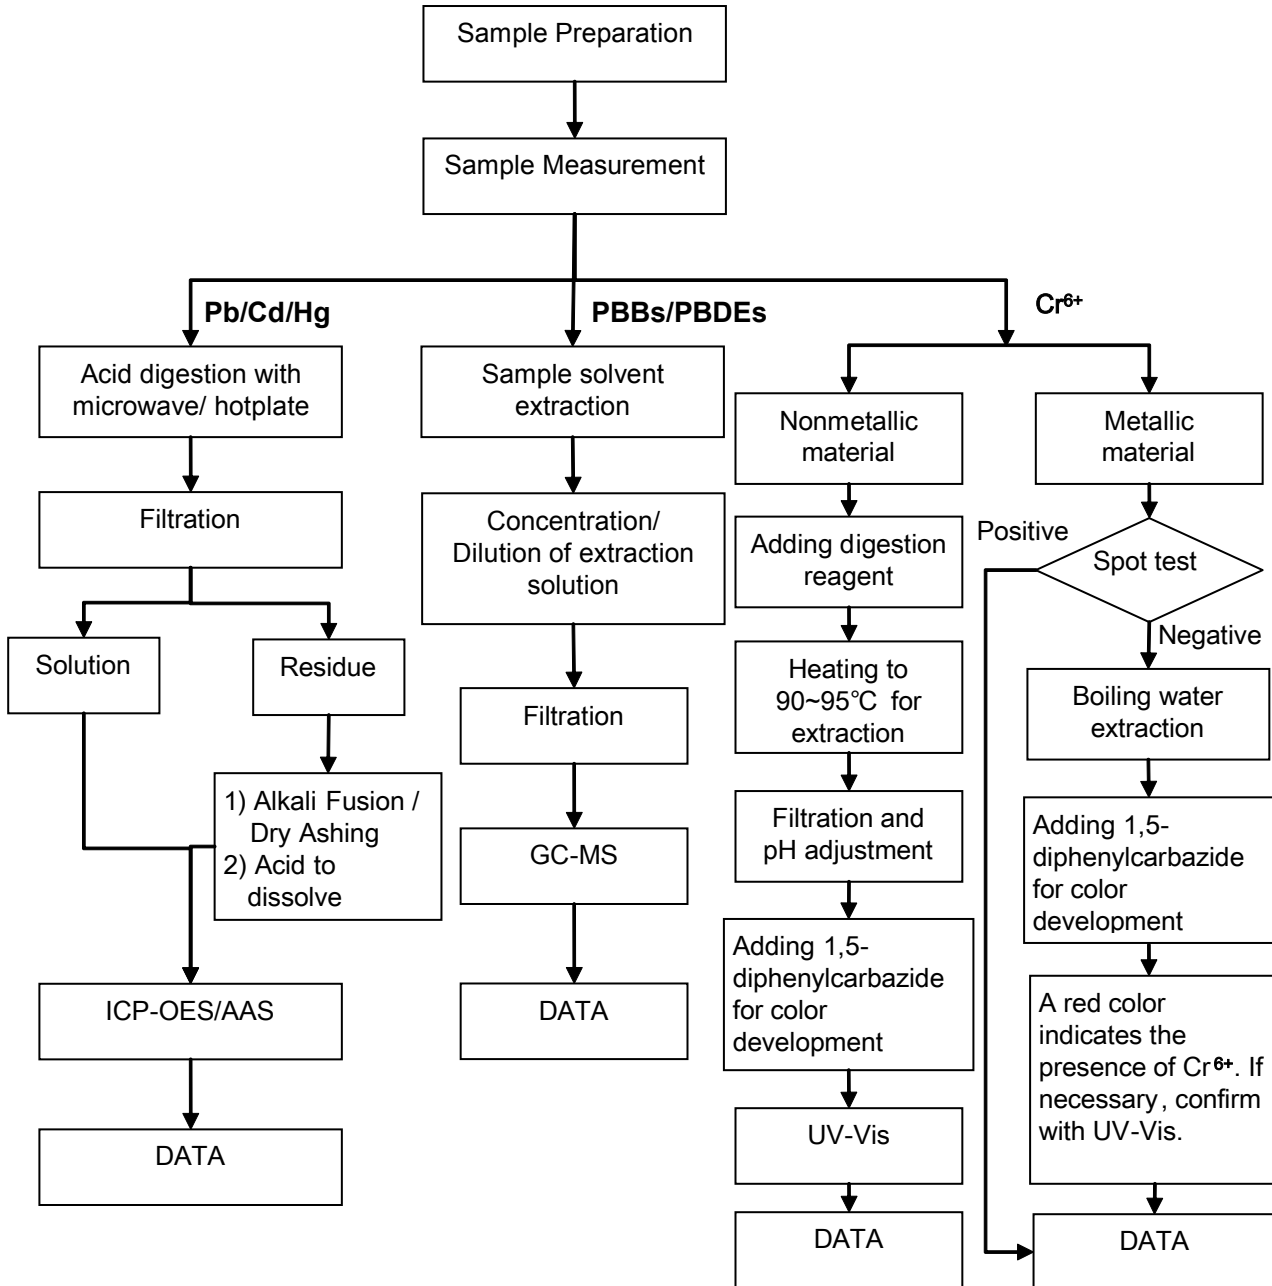 Sample Preparation
Sample Measurement
Pb/Cd/Hg
PBBs/PBDEs
Cr⁶⁺
Acid digestion with
microwave/ hotplate
Filtration
Solution
Residue
1) Alkali Fusion /
Dry Ashing
2) Acid to
dissolve
ICP-OES/AAS
DATA
Sample solvent
extraction
Concentration/
Dilution of extraction
solution
Filtration
GC-MS
DATA
Nonmetallic
material
Adding digestion
reagent
Heating to
90~95℃ for
extraction
Filtration and
pH adjustment
Adding 1,5-
diphenylcarbazide
for color
development
UV-Vis
DATA
Metallic
material
Spot test
Positive
Negative
Boiling water
extraction
Adding 1,5-
diphenylcarbazide
for color
development
A red color
indicates the
presence of Cr⁶⁺. If
necessary, confirm
with UV-Vis.
DATA